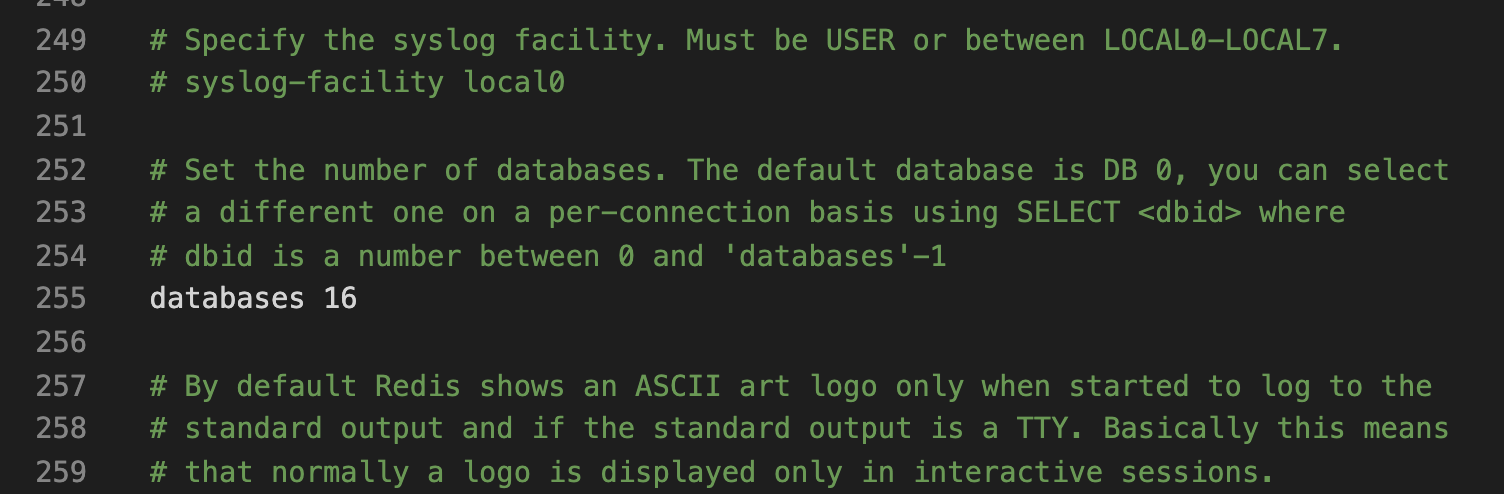 249 # Specify the syslog facility. Must be USER or between LOCAL0-LOCAL7.
250 # syslog-facility local0
251
252 # Set the number of databases. The default database is DB 0, you can select
253 # a different one on a per-connection basis using SELECT <dbid> where
254 # dbid is a number between 0 and 'databases'-1
255 databases 16
256
257 # By default Redis shows an ASCII art logo only when started to log to the
258 # standard output and if the standard output is a TTY. Basically this means
259 # that normally a logo is displayed only in interactive sessions.